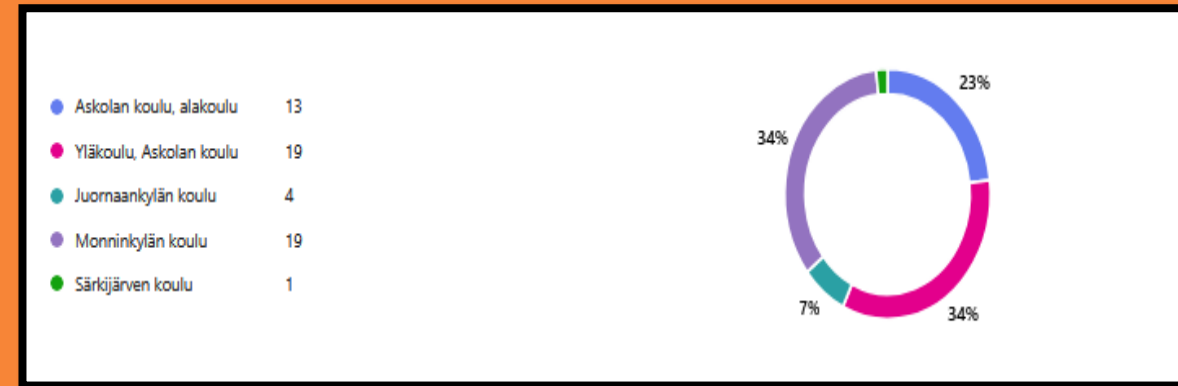 Askolan koulu, alakoulu 13
Yläkoulu, Askolan koulu 19
Juornaankylän koulu 4
Monninkylän koulu 19
Särkijärven koulu 1
23%
34%
7%
34%